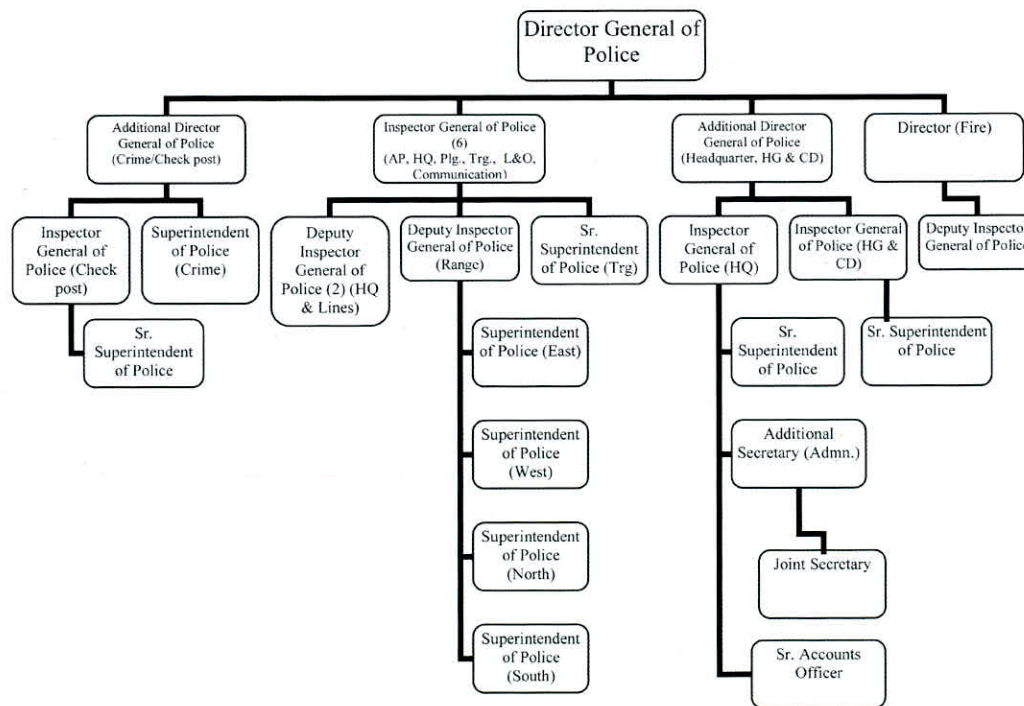 Director General of
Police
Additional Director
General of Police
(Crime/Check post)
Inspector General of Police
(6)
(AP, HQ, Plg., Trg., L&O,
Communication)
Additional Director
General of Police
(Headquarter, HG & CD)
Director (Fire)
Inspector
General of
Police (Check
post)
Superintendent
of Police
(Crime)
Deputy
Inspector
General of
Police (2) (HQ
& Lines)
Deputy Inspector
General of Police
(Range)
Sr.
Superintendent
of Police (Trg)
Inspector
General of
Police (HQ)
Inspector General
of Police (HG &
CD)
Deputy Inspector
General of Police
Sr.
Superintendent
of Police
Superintendent
of Police (East)
Sr.
Superintendent
of Police
Sr. Superintendent
of Police
Superintendent
of Police
(West)
Additional
Secretary (Admn.)
Superintendent
of Police
(North)
Joint Secretary
Superintendent
of Police
(South)
Sr. Accounts
Officer